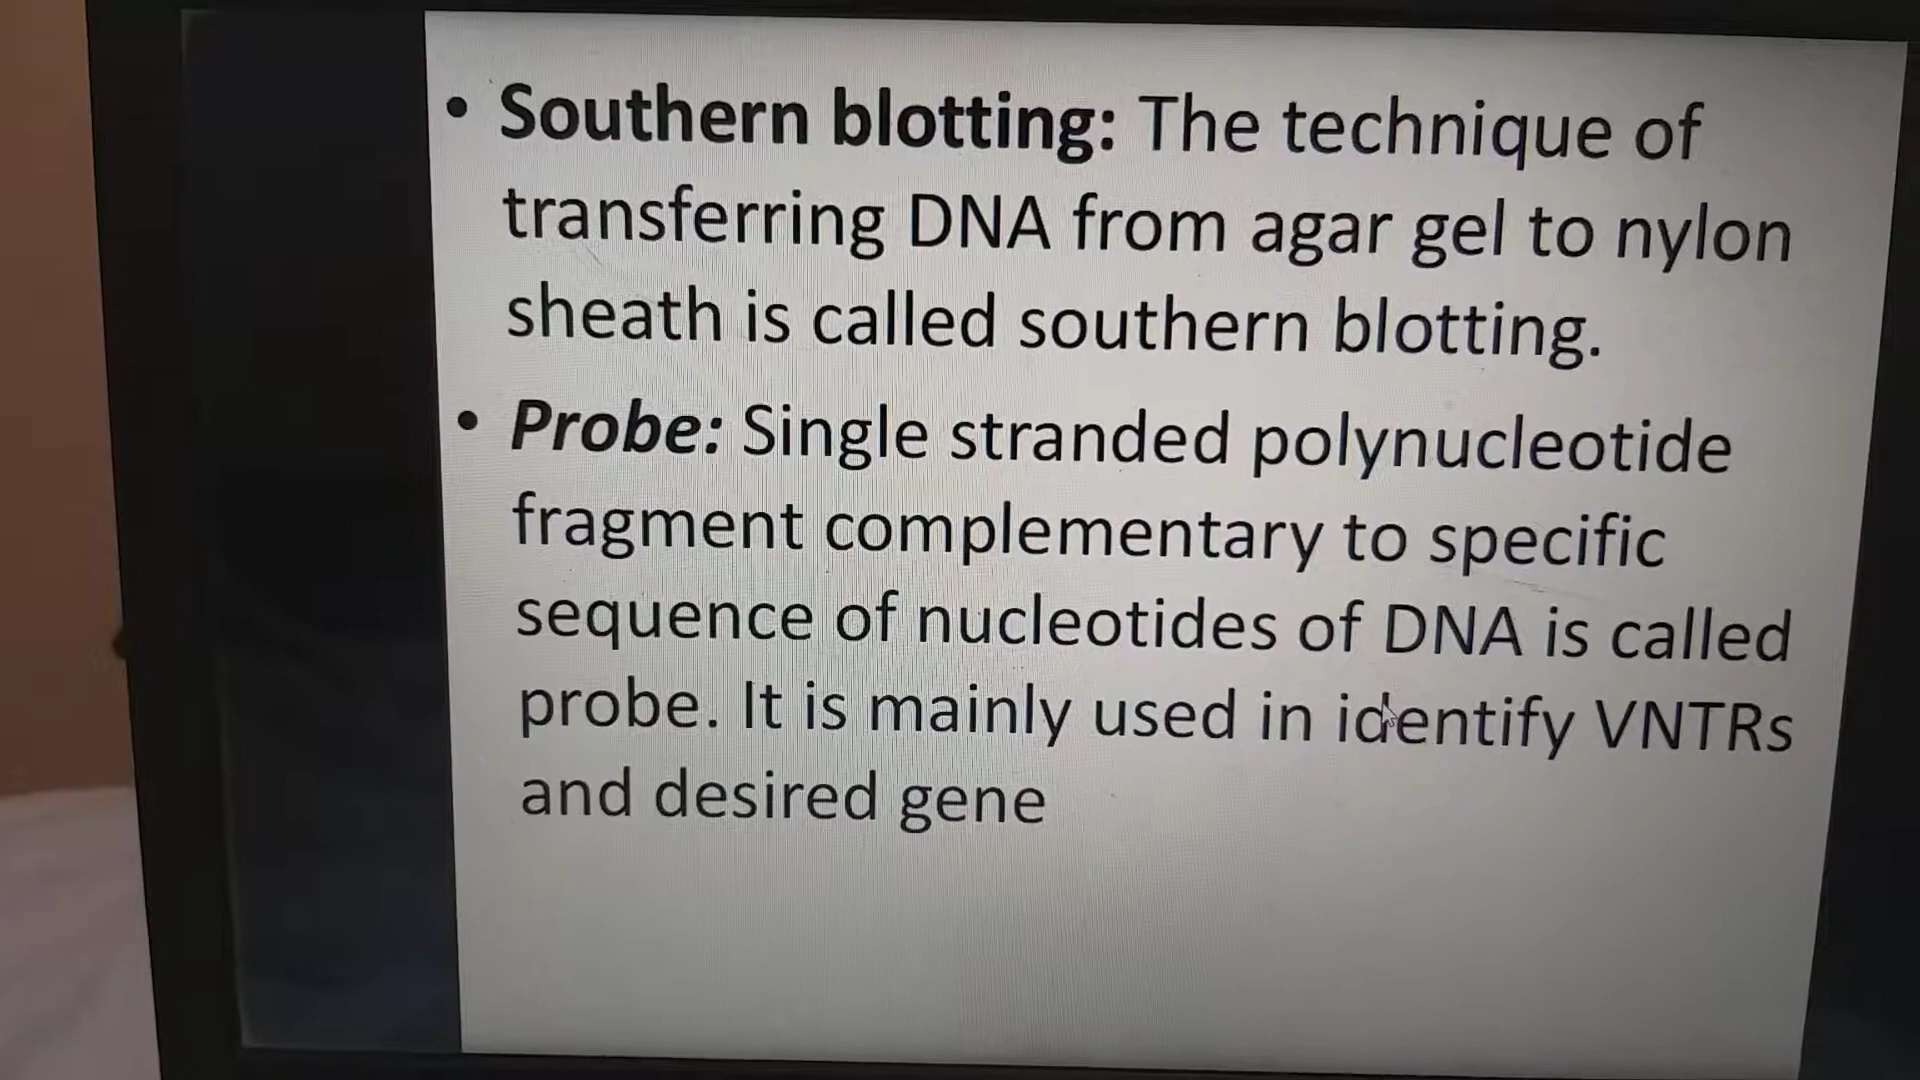 • Southern blotting: The technique of
transferring DNA from agar gel to nylon
sheath is called southern blotting.
• Probe: Single stranded polynucleotide
fragment complementary to specific
sequence of nucleotides of DNA is called
probe. It is mainly used in identify VNTRs
and desired gene